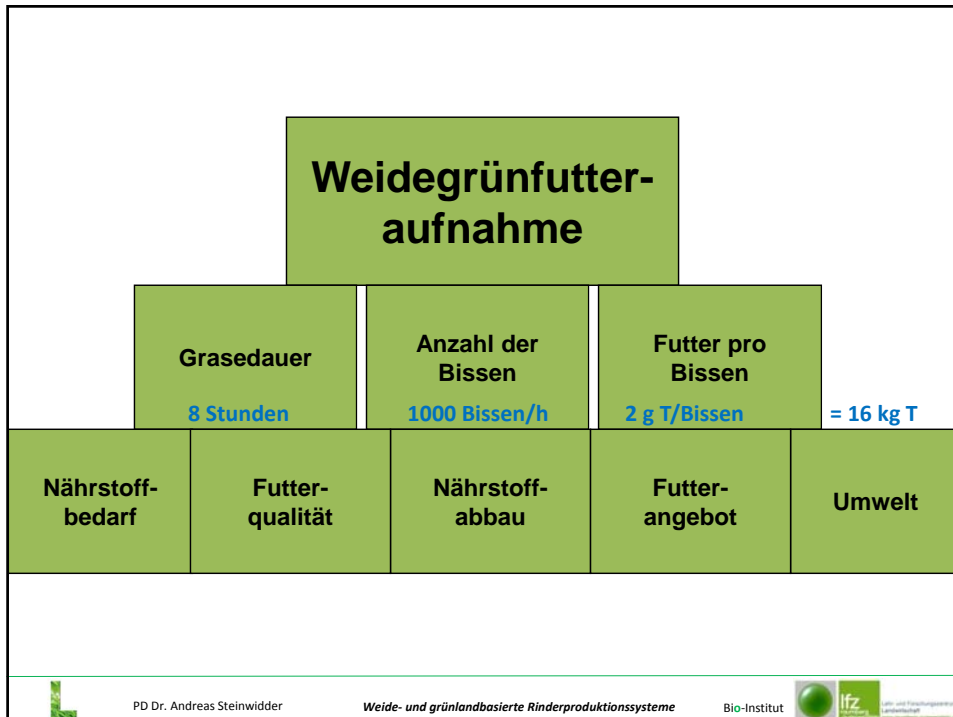 Weidegrünfutter-
aufnahme
Grasedauer
8 Stunden
Anzahl der
Bissen
1000 Bissen/h
Futter pro
Bissen
2 g T/Bissen
= 16 kg T
Nährstoff-
bedarf
Futter-
qualität
Nährstoff-
abbau
Futter-
angebot
Umwelt
PD Dr. Andreas Steinwidder
Weide- und grünlandbasierte Rinderproduktionssysteme
Bio-Institut
lfz
Landwirtschaft